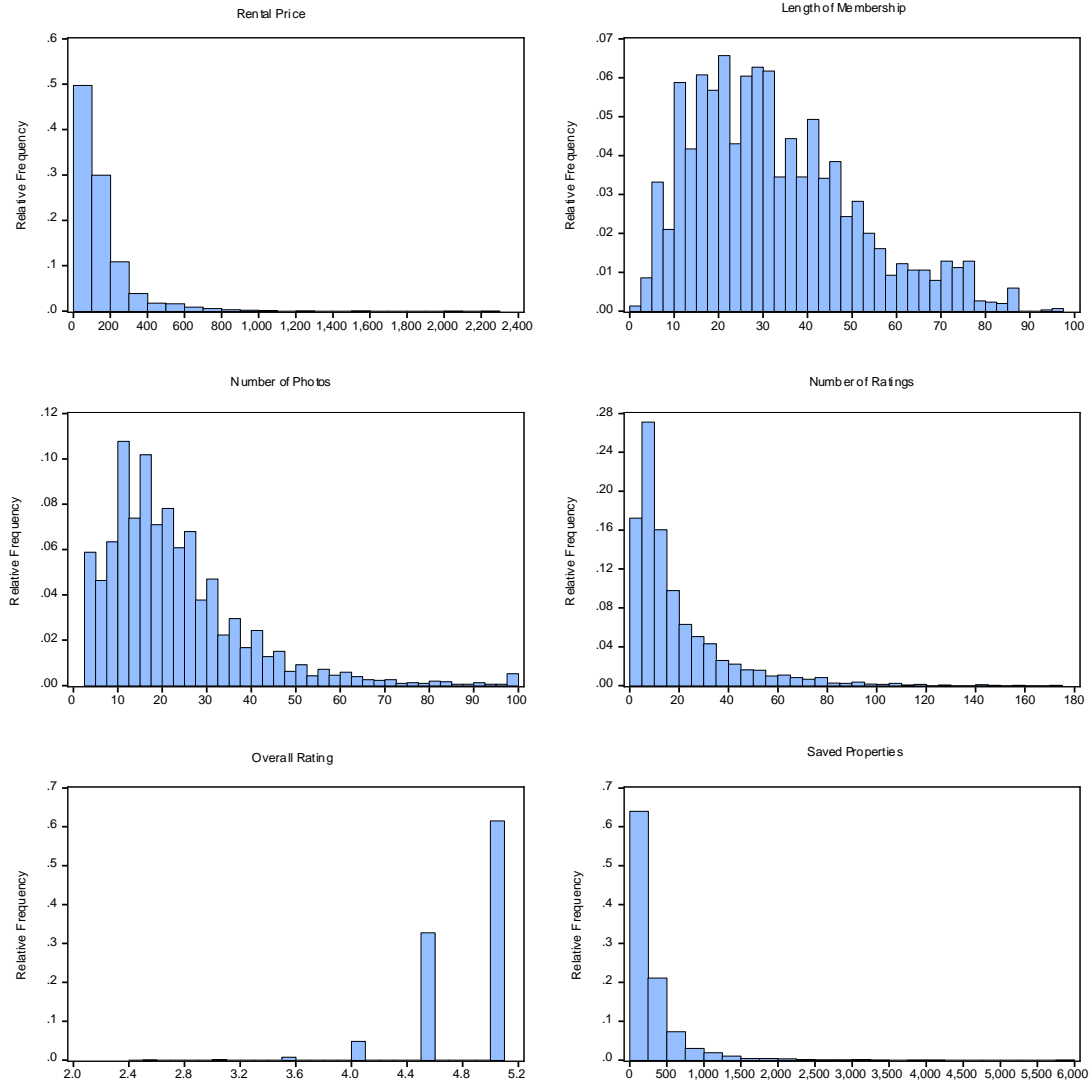 Rental Price
Relative Frequency
.6
.5
.4
.3
.2
.1
.0
0 200 400 600 800 1,000 1,200 1,400 1,600 1,800 2,000 2,200 2,400
Length of Membership
Relative Frequency
.07
.06
.05
.04
.03
.02
.01
.00
0 10 20 30 40 50 60 70 80 90 100
Number of Photos
Relative Frequency
.12
.10
.08
.06
.04
.02
.00
0 10 20 30 40 50 60 70 80 90 100
Number of Ratings
Relative Frequency
.28
.24
.20
.16
.12
.08
.04
.00
0 20 40 60 80 100 120 140 160 180
Overall Rating
Relative Frequency
.7
.6
.5
.4
.3
.2
.1
.0
2.0 2.4 2.8 3.2 3.6 4.0 4.4 4.8 5.2
Saved Properties
Relative Frequency
.7
.6
.5
.4
.3
.2
.1
.0
0 500 1,000 1,500 2,000 2,500 3,000 3,500 4,000 4,500 5,000 5,500 6,000